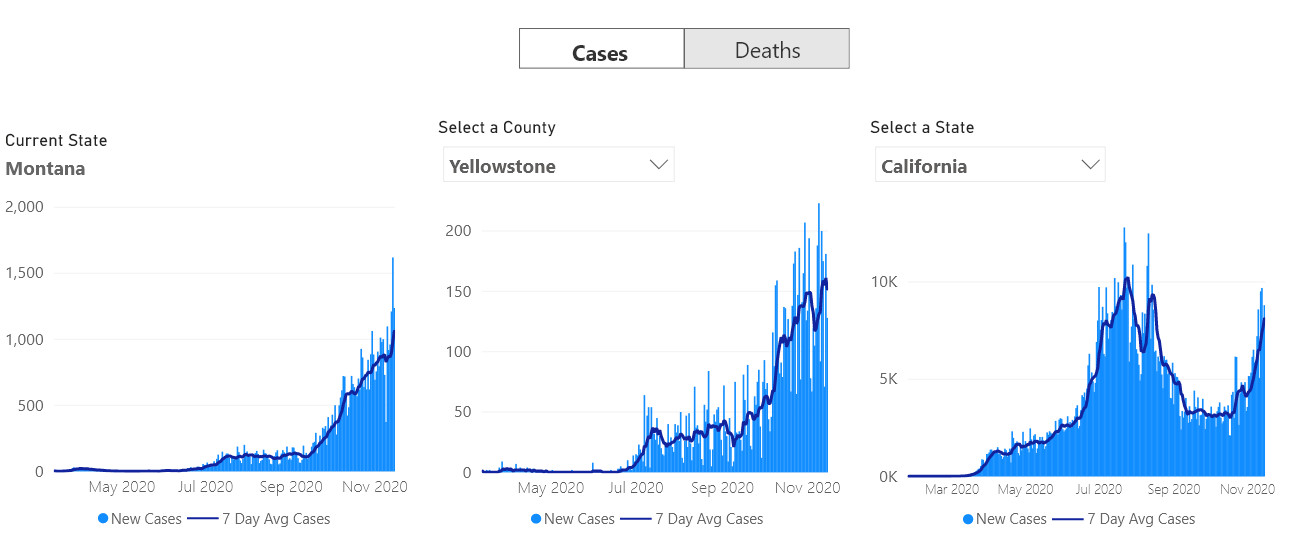 Cases Deaths
Current State
Montana
2,000
1,500
1,000
500
0
May 2020 Jul 2020 Sep 2020 Nov 2020
New Cases 7 Day Avg Cases
Select a County
Yellowstone
200
150
100
50
0
May 2020 Jul 2020 Sep 2020 Nov 2020
New Cases 7 Day Avg Cases
Select a State
California
10K
5K
0K
Mar 2020 May 2020 Jul 2020 Sep 2020 Nov 2020
New Cases 7 Day Avg Cases